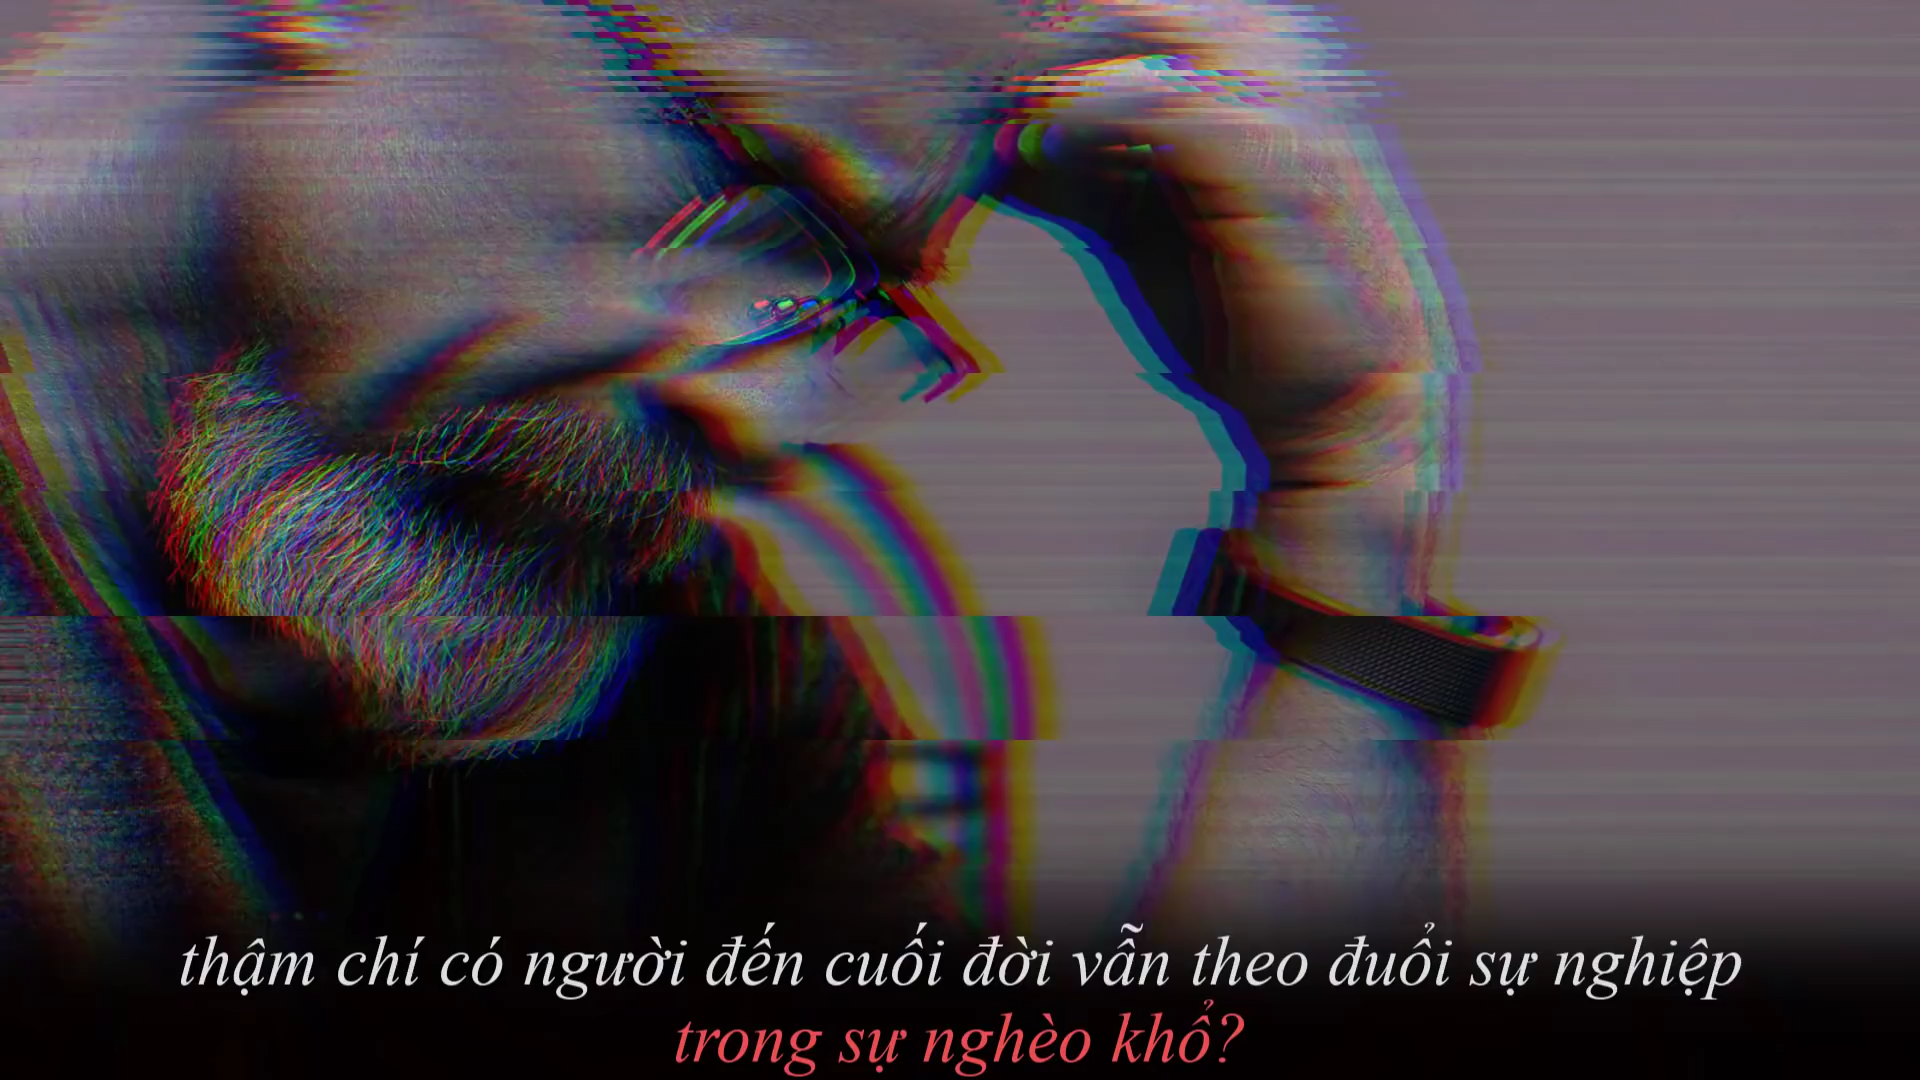 thậm chí có người đến cuối đời vẫn theo đuổi sự nghiệp
trong sự nghèo khổ?